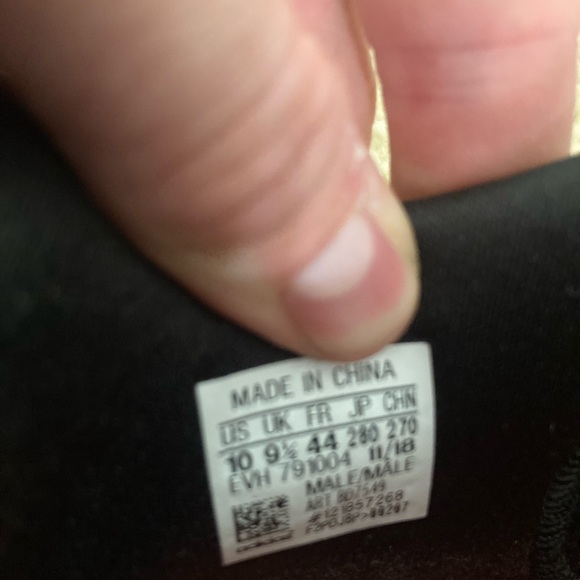 MADE IN CHINA
US UK FR JP CHN
10 9½ 44 280 270
EVH 791004 11/18
MALE/MALE
ART